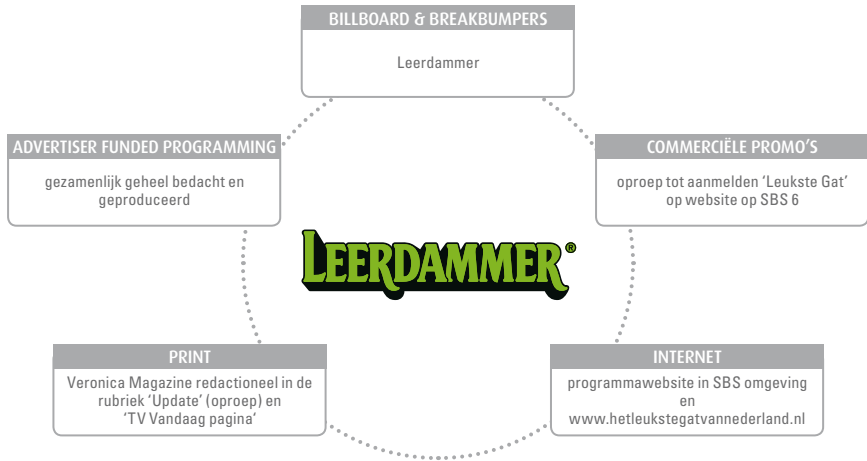 BILLBOARD & BREAKBUMPERS
Leerdammer
ADVERTISER FUNDED PROGRAMMING
gezamenlijk geheel bedacht en
geproduceerd
COMMERCIËLE PROMO'S
oproep tot aanmelden ‘Leukste Gat’
op website op SBS 6
LEERDAMMER®
PRINT
Veronica Magazine redactioneel in de
rubriek ‘Update’ (oproep) en
‘TV Vandaag pagina’
INTERNET
programmawebsite in SBS omgeving
en
www.hetleukstegatvannederland.nl